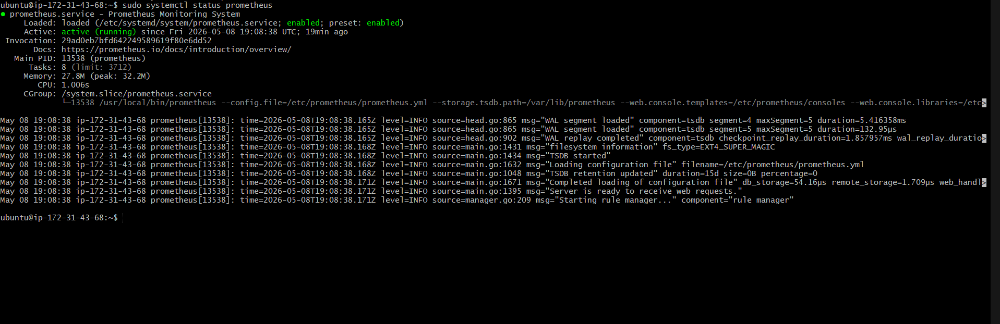 ubuntu@ip-172-31-43-68:~$ sudo systemctl status prometheus
● prometheus.service - Prometheus Monitoring System
     Loaded: loaded (/etc/systemd/system/prometheus.service; enabled; preset: enabled)
     Active: active (running) since Fri 2026-05-08 19:08:38 UTC; 19min ago
 Invocation: 29ad0eb7bfd642249589619f80e6dd52
       Docs: https://prometheus.io/docs/introduction/overview/
   Main PID: 13538 (prometheus)
      Tasks: 8 (limit: 3712)
     Memory: 27.8M (peak: 32.2M)
        CPU: 1.006s
     CGroup: /system.slice/prometheus.service
             └─13538 /usr/local/bin/prometheus --config.file=/etc/prometheus/prometheus.yml --storage.tsdb.path=/var/lib/prometheus --web.console.templates=/etc/prometheus/consoles --web.console.libraries=/etc>
May 08 19:08:38 ip-172-31-43-68 prometheus[13538]: time=2026-05-08T19:08:38.165Z level=INFO source=head.go:865 msg="WAL segment loaded" component=tsdb segment=4 maxSegment=5 duration=5.416358ms
May 08 19:08:38 ip-172-31-43-68 prometheus[13538]: time=2026-05-08T19:08:38.165Z level=INFO source=head.go:865 msg="WAL segment loaded" component=tsdb segment=5 maxSegment=5 duration=132.95µs
May 08 19:08:38 ip-172-31-43-68 prometheus[13538]: time=2026-05-08T19:08:38.165Z level=INFO source=head.go:902 msg="WAL replay completed" component=tsdb checkpoint_replay_duration=1.857957ms wal_replay_duratio>
May 08 19:08:38 ip-172-31-43-68 prometheus[13538]: time=2026-05-08T19:08:38.168Z level=INFO source=main.go:1431 msg="filesystem information" fs_type=EXT4_SUPER_MAGIC
May 08 19:08:38 ip-172-31-43-68 prometheus[13538]: time=2026-05-08T19:08:38.168Z level=INFO source=main.go:1434 msg="TSDB started"
May 08 19:08:38 ip-172-31-43-68 prometheus[13538]: time=2026-05-08T19:08:38.168Z level=INFO source=main.go:1632 msg="Loading configuration file" filename=/etc/prometheus/prometheus.yml
May 08 19:08:38 ip-172-31-43-68 prometheus[13538]: time=2026-05-08T19:08:38.168Z level=INFO source=main.go:1048 msg="TSDB retention updated" duration=15d size=0B percentage=0
May 08 19:08:38 ip-172-31-43-68 prometheus[13538]: time=2026-05-08T19:08:38.171Z level=INFO source=main.go:1671 msg="Completed loading of configuration file" db_storage=54.16µs remote_storage=1.709µs web_handl>
May 08 19:08:38 ip-172-31-43-68 prometheus[13538]: time=2026-05-08T19:08:38.171Z level=INFO source=main.go:1395 msg="Server is ready to receive web requests."
May 08 19:08:38 ip-172-31-43-68 prometheus[13538]: time=2026-05-08T19:08:38.171Z level=INFO source=manager.go:209 msg="Starting rule manager..." component="rule manager"
ubuntu@ip-172-31-43-68:~$